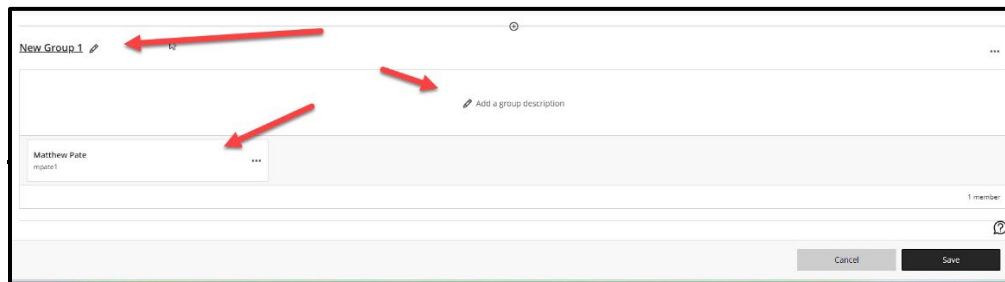 New Group 1
Add a group description
Matthew Pate
mpate1
1 member
Cancel Save